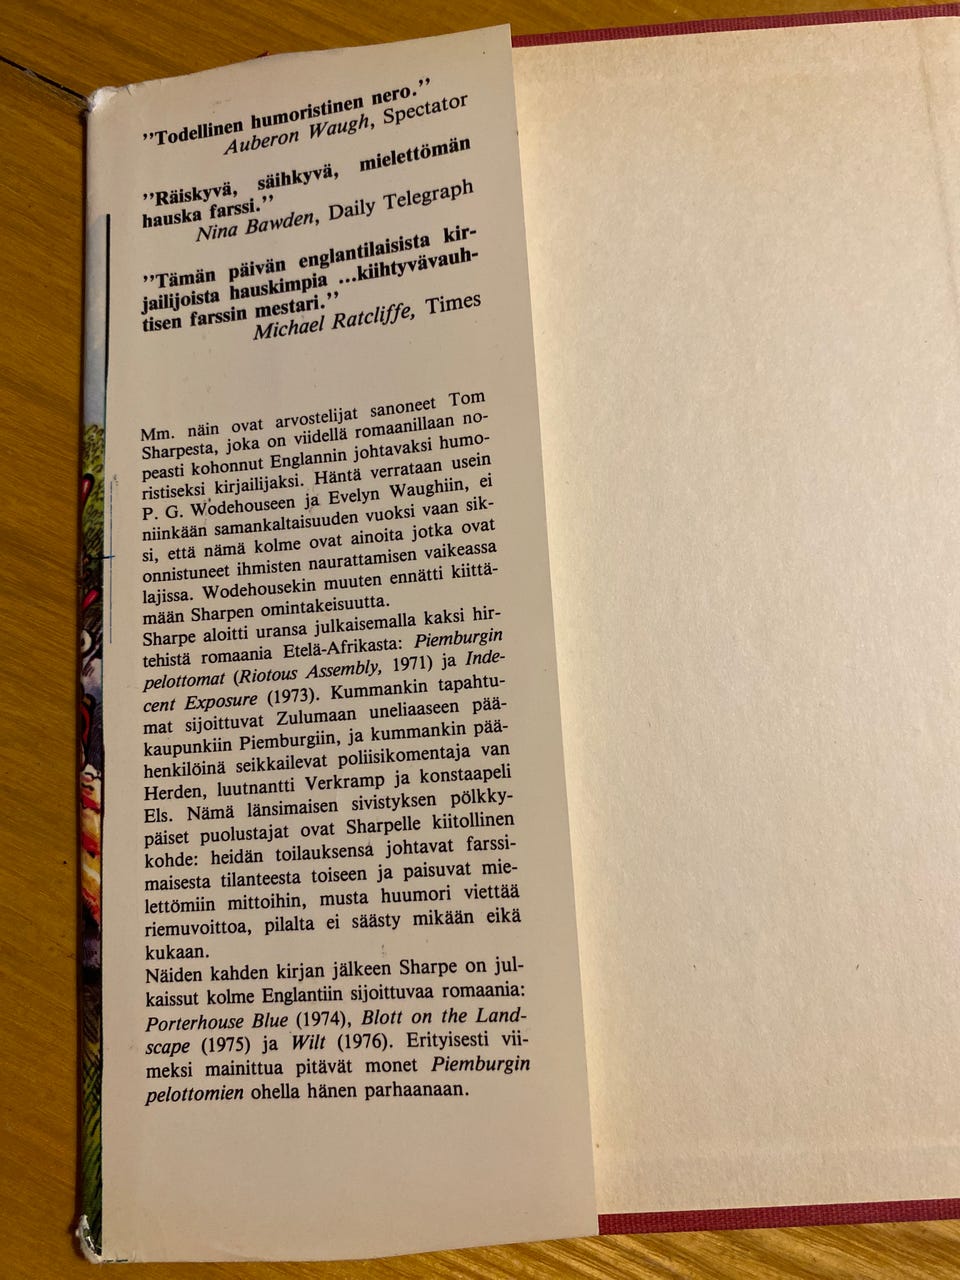 ”Todellinen humoristinen nero.”
Auberon Waugh, Spectator
”Räiskyvä, säihkyvä, mielettömän
hauska farssi.”
Nina Bawden, Daily Telegraph
”Tämän päivän englantilaisista kir-
jailijoista hauskimpia ...kiihtyvävauh-
tisen farssin mestari.”
Michael Ratcliffe, Times
Mm. näin ovat arvostelijat sanoneet Tom
Sharpesta, joka on viidellä romaanillaan no-
peasti kohonnut Englannin johtavaksi humo-
ristiseksi kirjailijaksi. Häntä verrataan usein
P. G. Wodehouseen ja Evelyn Waughiin, ei
niinkään samankaltaisuuden vuoksi vaan sik-
si, että nämä kolme ovat ainoita jotka ovat
onnistuneet ihmisten naurattamisen vaikeassa
lajissa. Wodehousekin muuten ennätti kiittä-
mään Sharpen omintakeisuutta.
Sharpe aloitti uransa julkaisemalla kaksi hir-
tehistä romaania Etelä-Afrikasta: Piemburgin
pelottomat (Riotous Assembly, 1971) ja Inde-
cent Exposure (1973). Kummankin tapahtu-
mat sijoittuvat Zulumaan uneliaaseen pää-
kaupunkiin Piemburgiin, ja kummankin pää-
henkilöinä seikkailevat poliisikomentaja van
Herden, luutnantti Verkramp ja konstaapeli
Els. Nämä länsimaisen sivistyksen pölkky-
päiset puolustajat ovat Sharpelle kiitollinen
kohde: heidän toilauksensa johtavat farssi-
maisesta tilanteesta toiseen ja paisuvat mie-
lettömiin mittoihin, musta huumori viettää
riemuvoittoa, pilalta ei säästy mikään eikä
kukaan.
Näiden kahden kirjan jälkeen Sharpe on jul-
kaissut kolme Englantiin sijoittuvaa romaania:
Porterhouse Blue (1974), Blott on the Land-
scape (1975) ja Wilt (1976). Erityisesti vii-
meksi mainittua pitävät monet Piemburgin
pelottomien ohella hänen parhaanaan.